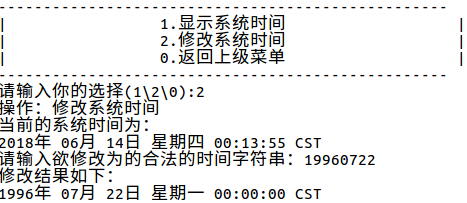 --------------------------------------------------
| 1.显示系统时间 |
| 2.修改系统时间 |
| 0.返回上级菜单 |
--------------------------------------------------
请输入你的选择(1\2\0):2
操作：修改系统时间
当前的系统时间为：
2018年 06月 14日 星期四 00:13:55 CST
请输入欲修改为的合法的时间字符串：19960722
修改结果如下：
1996年 07月 22日 星期一 00:00:00 CST